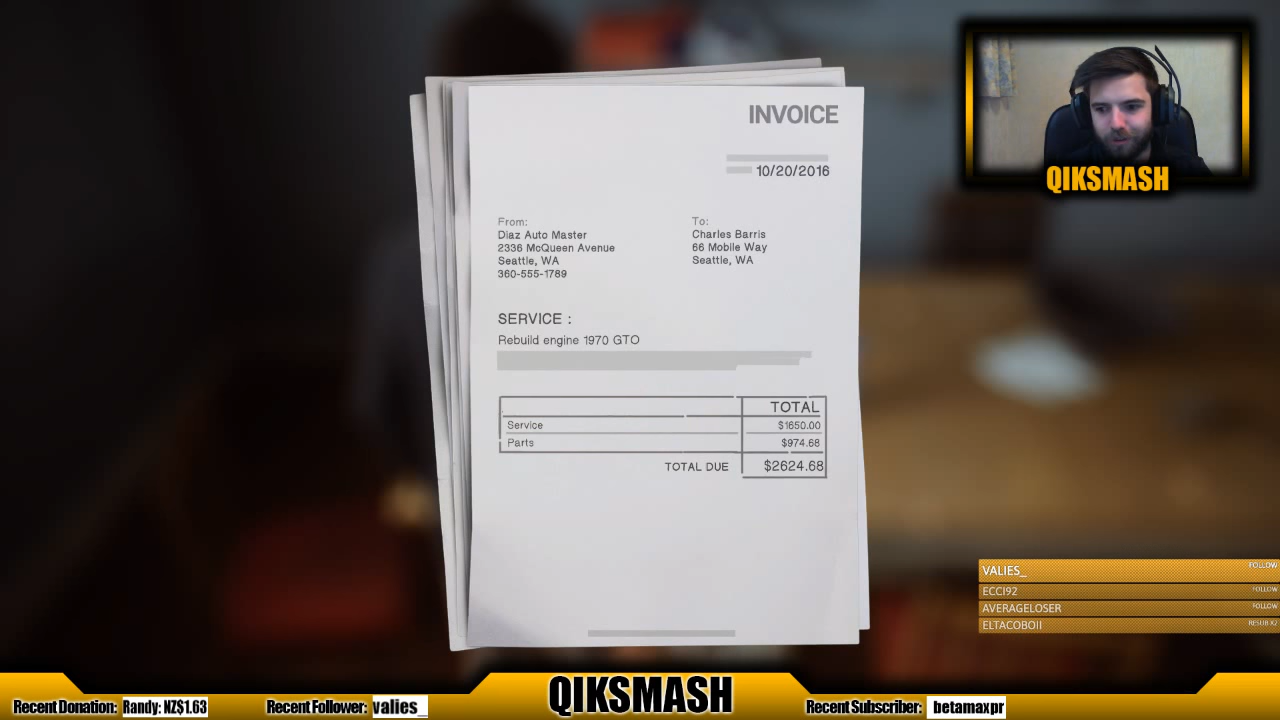 INVOICE
10/20/2016
From:
Diaz Auto Master
2336 McQueen Avenue
Seattle, WA
360-555-1789
To:
Charles Barris
66 Mobile Way
Seattle, WA
SERVICE :
Rebuild engine 1970 GTO
TOTAL
Service $1650.00
Parts $974.68
TOTAL DUE $2624.68
QIKSMASH
VALIES_ FOLLOW
ECCI92 FOLLOW
AVERAGELOSER FOLLOW
ELTACOBOII RESUB X2
Recent Donation: Randy: NZ$1.63
Recent Follower: valies_
QIKSMASH
Recent Subscriber: betamaxpr